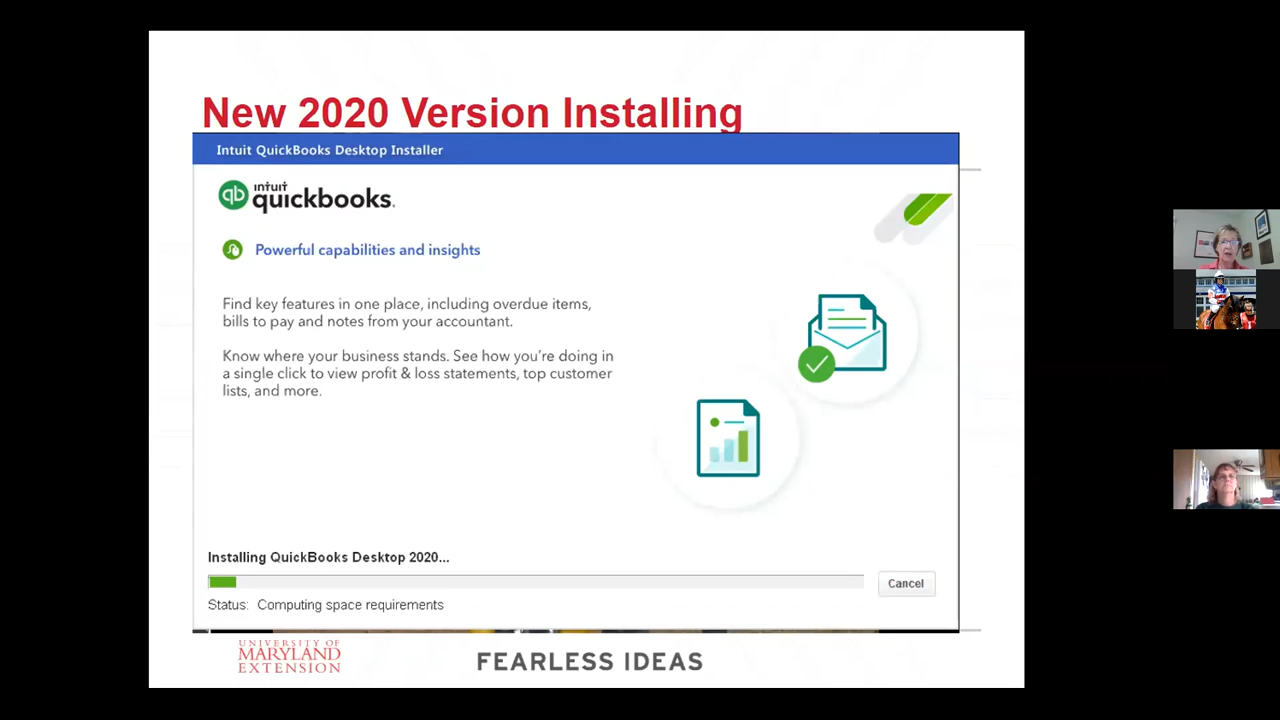 New 2020 Version Installing
Intuit QuickBooks Desktop Installer
qb
ıntuıt
quickbooks.
Powerful capabilities and insights
Find key features in one place, including overdue items,
bills to pay and notes from your accountant.
Know where your business stands. See how you’re doing in
a single click to view profit & loss statements, top customer
lists, and more.
Installing QuickBooks Desktop 2020...
Cancel
Status: Computing space requirements
UNIVERSITY OF
MARYLAND
EXTENSION
FEARLESS IDEAS